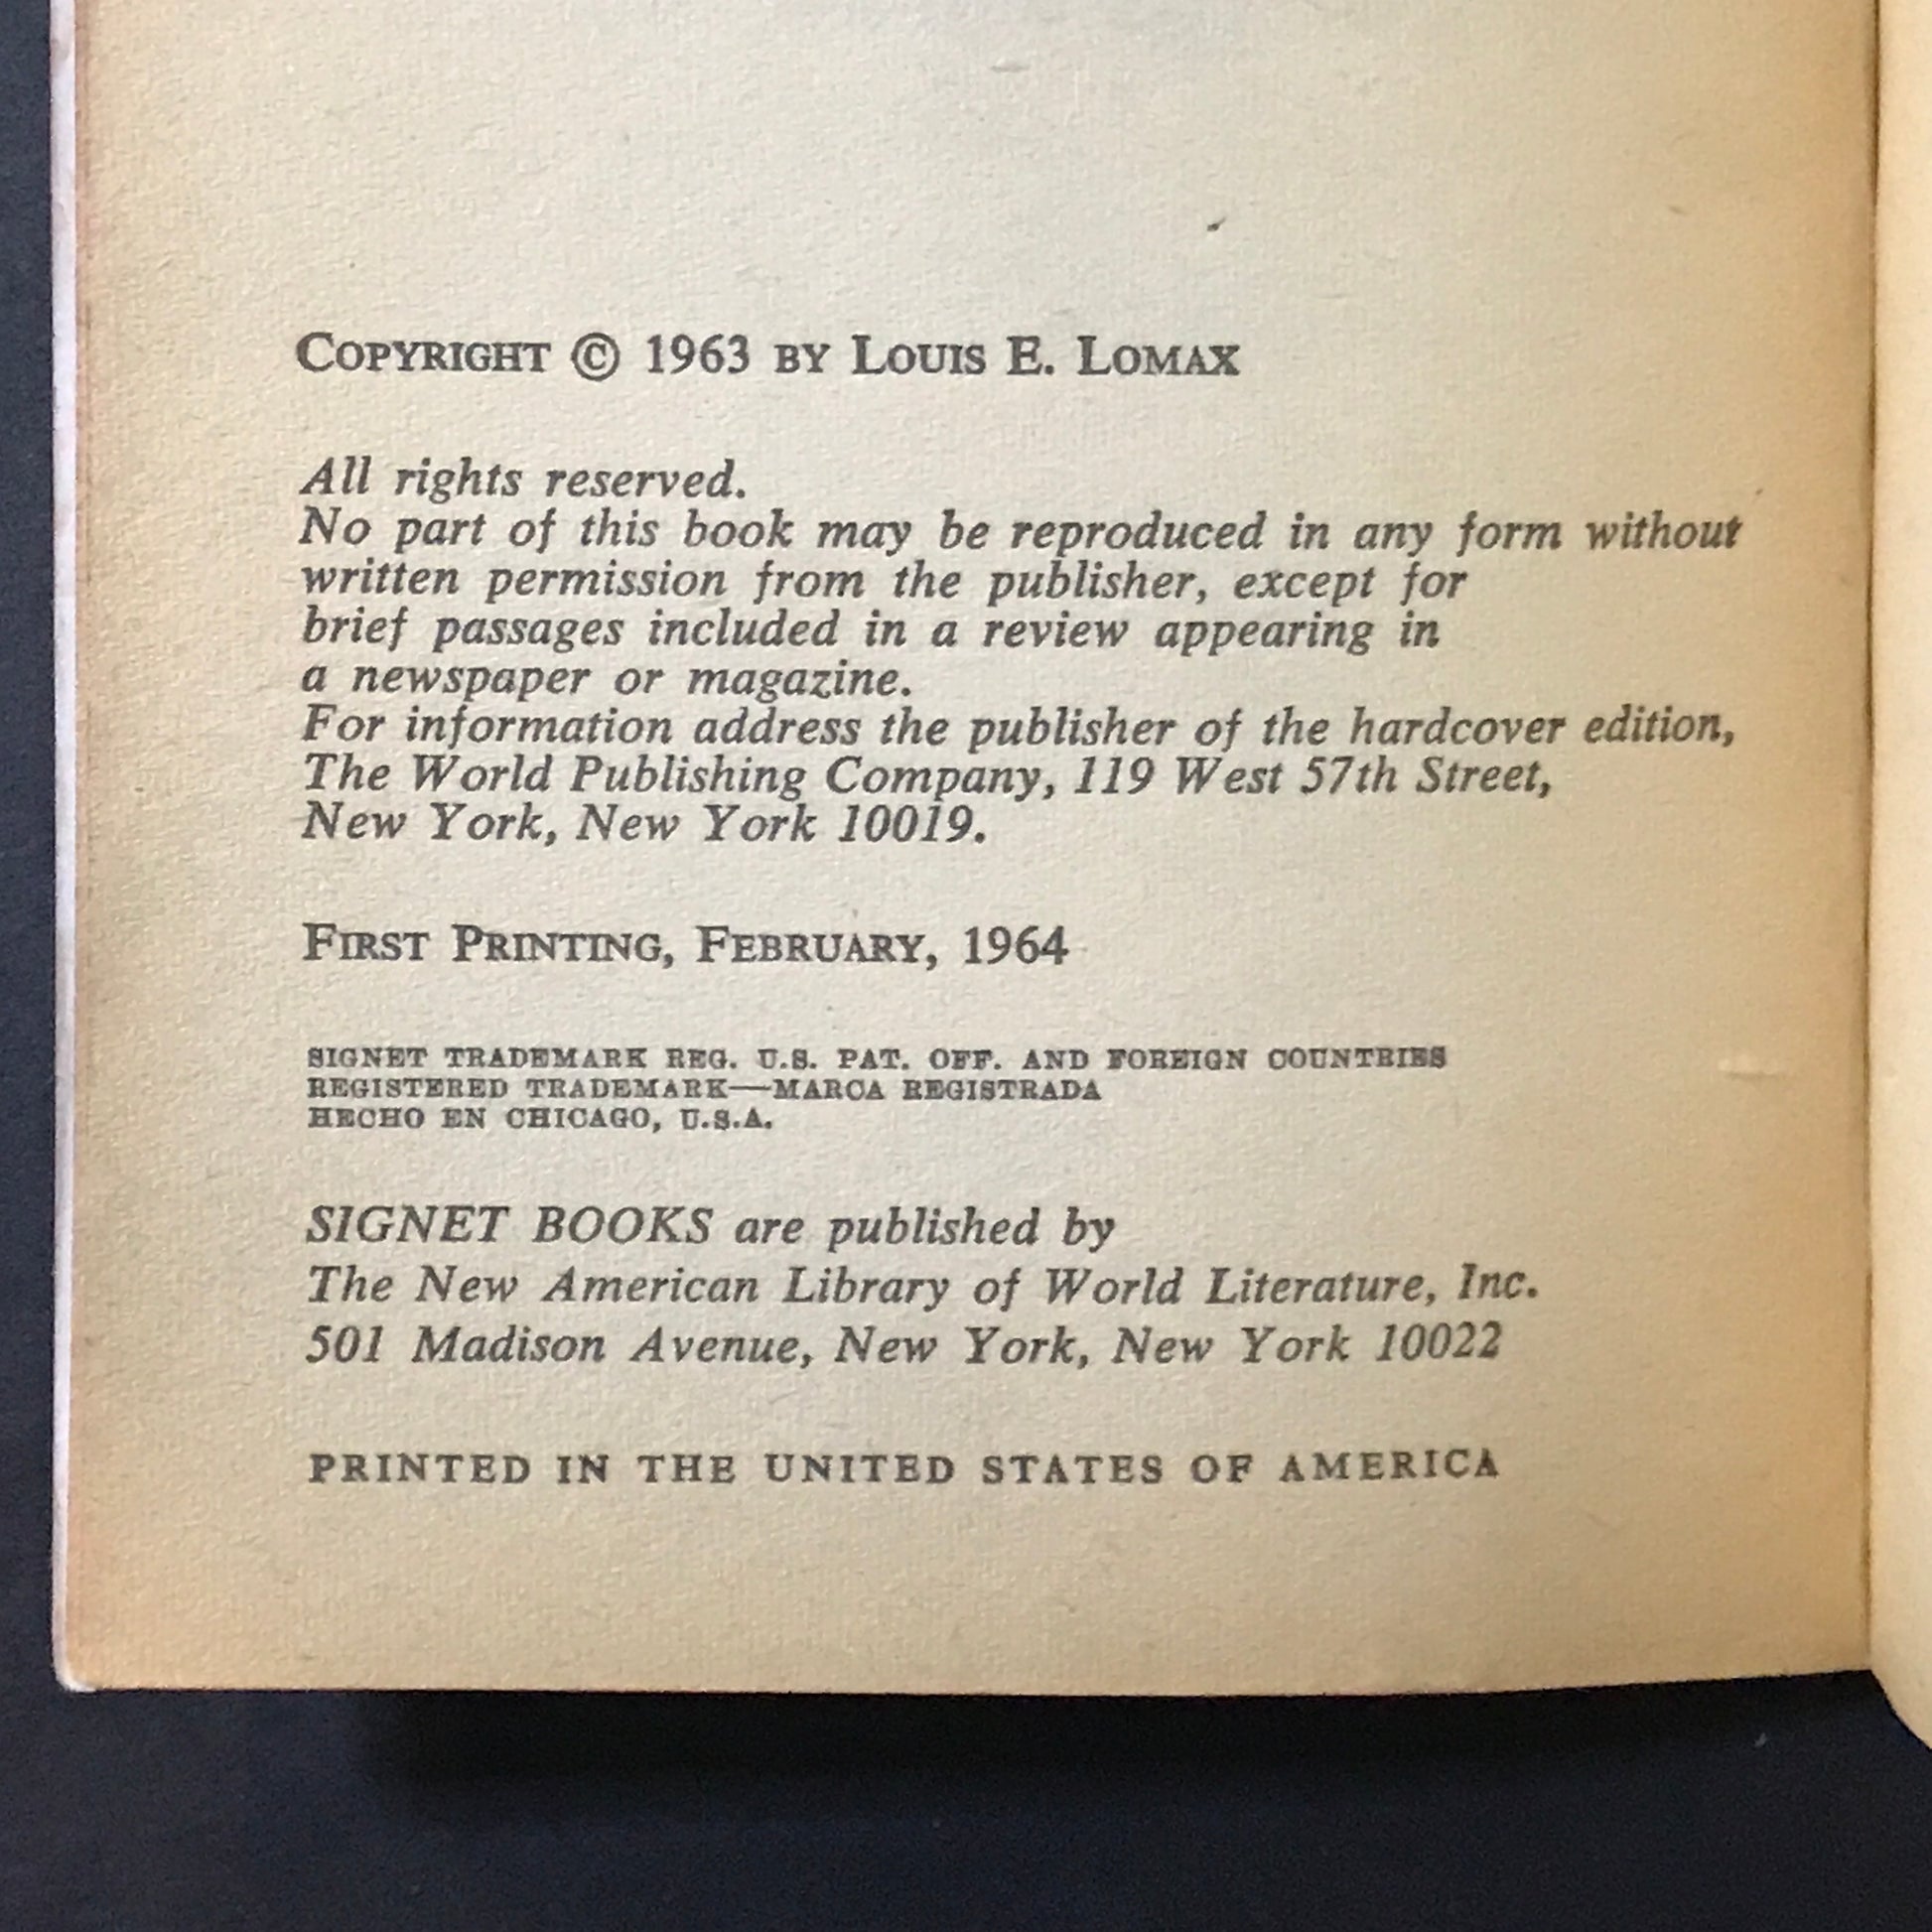 COPYRIGHT © 1963 BY LOUIS E. LOMAX
All rights reserved.
No part of this book may be reproduced in any form without
written permission from the publisher, except for
brief passages included in a review appearing in
a newspaper or magazine.
For information address the publisher of the hardcover edition,
The World Publishing Company, 119 West 57th Street,
New York, New York 10019.
FIRST PRINTING, FEBRUARY, 1964
SIGNET TRADEMARK REG. U.S. PAT. OFF. AND FOREIGN COUNTRIES
REGISTERED TRADEMARK—MARCA REGISTRADA
HECHO EN CHICAGO, U.S.A.
SIGNET BOOKS are published by
The New American Library of World Literature, Inc.
501 Madison Avenue, New York, New York 10022
PRINTED IN THE UNITED STATES OF AMERICA